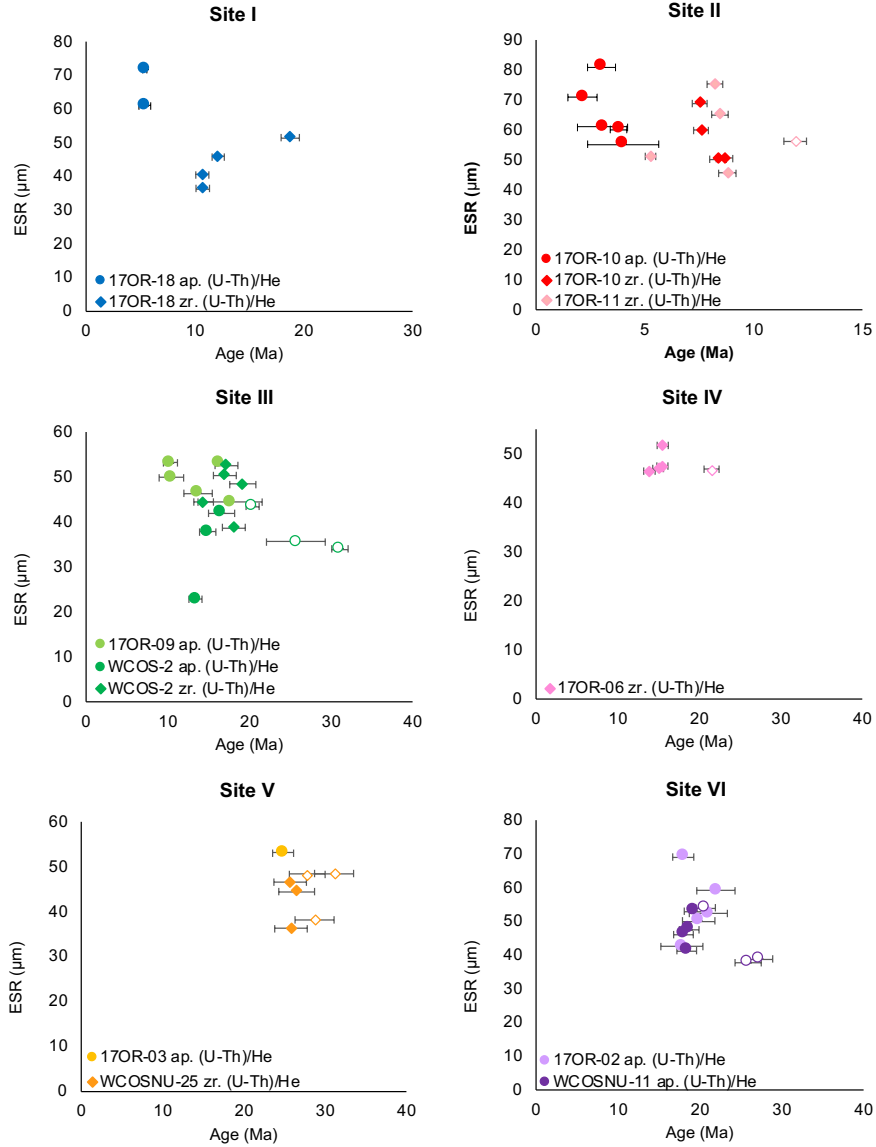 Site I
80
70
60
50
40
30
20
10
0
ESR (µm)
17OR-18 ap. (U-Th)/He
17OR-18 zr. (U-Th)/He
0 10 20 30
Age (Ma)
Site II
90
80
70
60
50
40
30
20
10
0
ESR (µm)
17OR-10 ap. (U-Th)/He
17OR-10 zr. (U-Th)/He
17OR-11 zr. (U-Th)/He
0 5 10 15
Age (Ma)
Site III
60
50
40
30
20
10
0
ESR (µm)
17OR-09 ap. (U-Th)/He
WCOS-2 ap. (U-Th)/He
WCOS-2 zr. (U-Th)/He
0 10 20 30 40
Age (Ma)
Site IV
50
40
30
20
10
0
ESR (µm)
17OR-06 zr. (U-Th)/He
0 10 20 30 40
Age (Ma)
Site V
60
50
40
30
20
10
0
ESR (µm)
17OR-03 ap. (U-Th)/He
WCOSNU-25 zr. (U-Th)/He
0 10 20 30 40
Age (Ma)
Site VI
80
70
60
50
40
30
20
10
0
ESR (µm)
17OR-02 ap. (U-Th)/He
WCOSNU-11 ap. (U-Th)/He
0 10 20 30 40
Age (Ma)